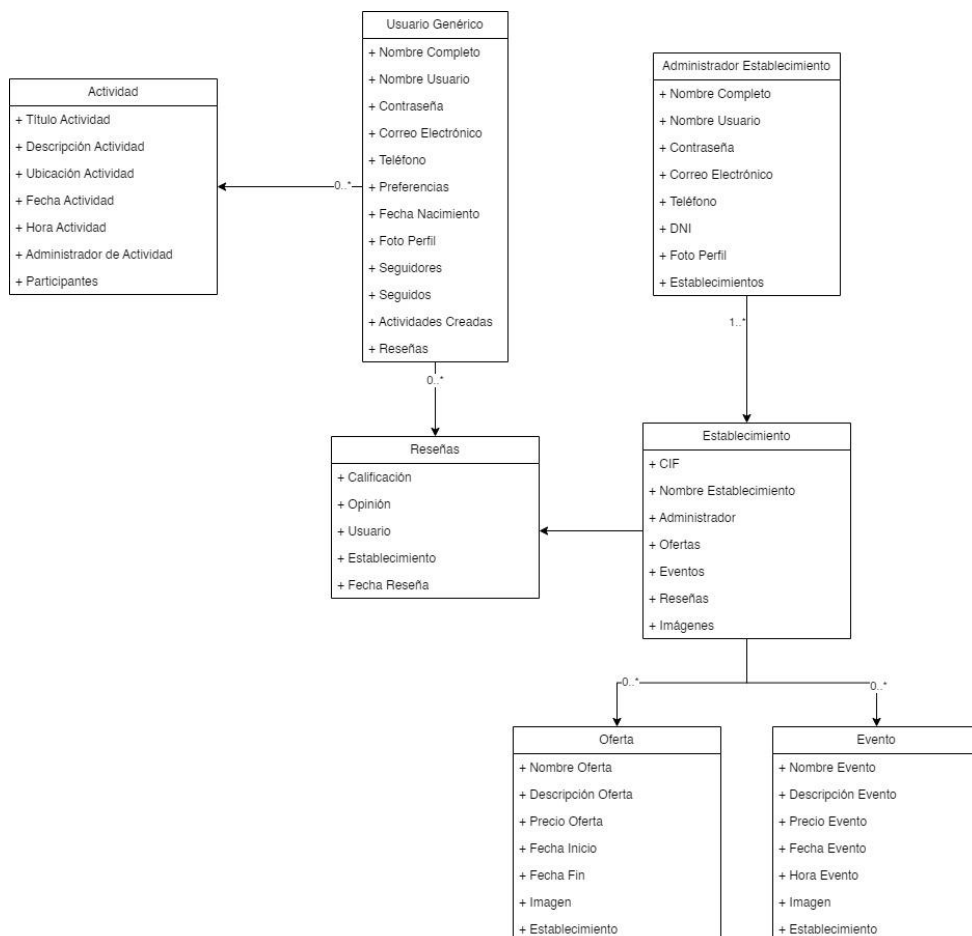 Usuario Genérico
+ Nombre Completo
+ Nombre Usuario
+ Contraseña
+ Correo Electrónico
+ Teléfono
+ Preferencias
+ Fecha Nacimiento
+ Foto Perfil
+ Seguidores
+ Seguidos
+ Actividades Creadas
+ Reseñas
Administrador Establecimiento
+ Nombre Completo
+ Nombre Usuario
+ Contraseña
+ Correo Electrónico
+ Teléfono
+ DNI
+ Foto Perfil
+ Establecimientos
Actividad
+ Título Actividad
+ Descripción Actividad
+ Ubicación Actividad
+ Fecha Actividad
+ Hora Actividad
+ Administrador de Actividad
+ Participantes
0..*
1..*
0..*
Reseñas
+ Calificación
+ Opinión
+ Usuario
+ Establecimiento
+ Fecha Reseña
Establecimiento
+ CIF
+ Nombre Establecimiento
+ Administrador
+ Ofertas
+ Eventos
+ Reseñas
+ Imágenes
0..*
0..*
Oferta
+ Nombre Oferta
+ Descripción Oferta
+ Precio Oferta
+ Fecha Inicio
+ Fecha Fin
+ Imagen
+ Establecimiento
Evento
+ Nombre Evento
+ Descripción Evento
+ Precio Evento
+ Fecha Evento
+ Hora Evento
+ Imagen
+ Establecimiento